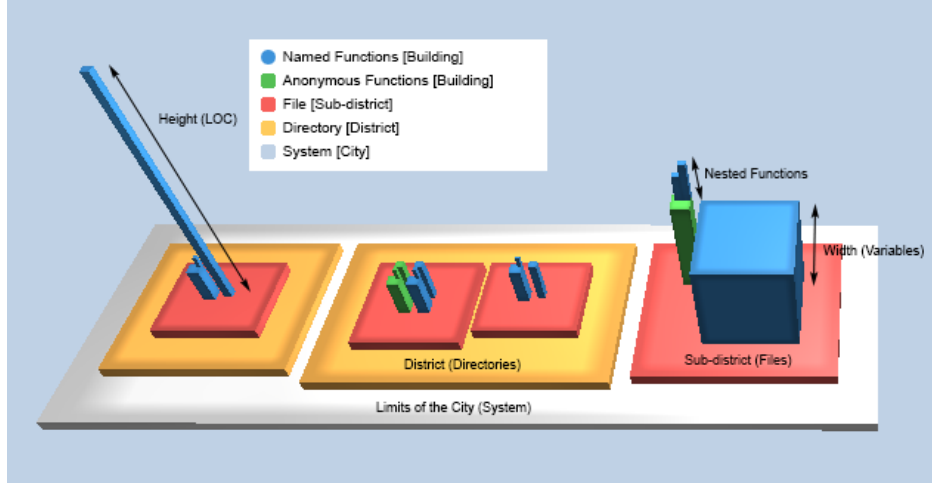 Named Functions [Building]
Anonymous Functions [Building]
File [Sub-district]
Directory [District]
System [City]
Height (LOC)
Nested Functions
Width (Variables)
District (Directories)
Sub-district (Files)
Limits of the City (System)